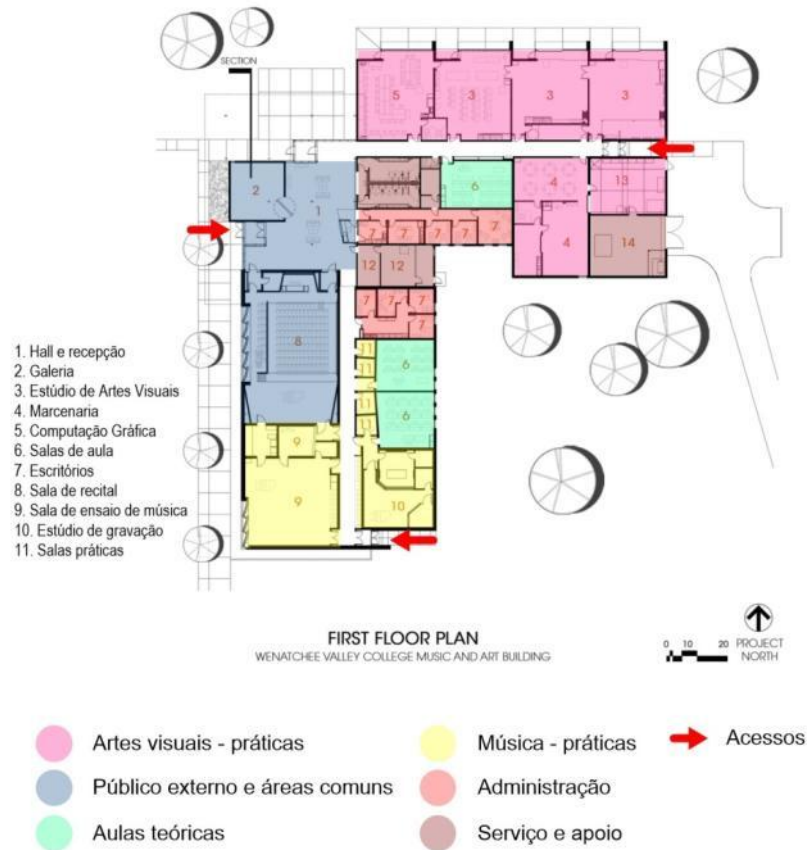 SECTION
5
3
3
3
2
1
6
4
13
7
7
7
7
7
12
12
4
14
7
7
7
7
8
11
11
6
11
11
6
9
9
10
1. Hall e recepção
2. Galeria
3. Estúdio de Artes Visuais
4. Marcenaria
5. Computação Gráfica
6. Salas de aula
7. Escritórios
8. Sala de recital
9. Sala de ensaio de música
10. Estúdio de gravação
11. Salas práticas
FIRST FLOOR PLAN
WENATCHEE VALLEY COLLEGE MUSIC AND ART BUILDING
0 10 20
PROJECT
NORTH
Artes visuais - práticas
Música - práticas
Acessos
Público externo e áreas comuns
Administração
Aulas teóricas
Serviço e apoio